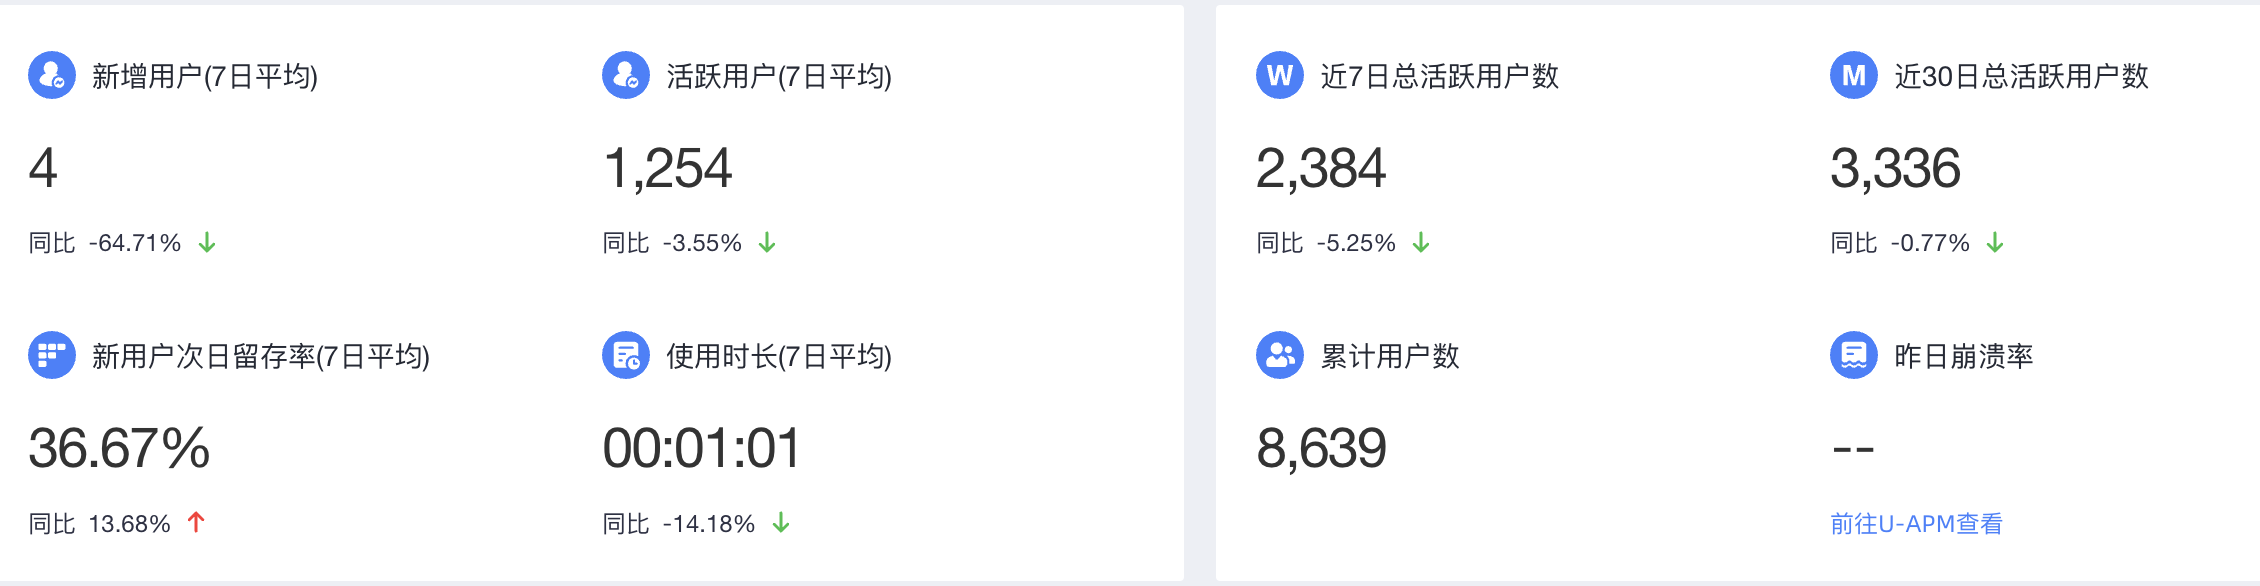 新增用户(7日平均)
4
同比 -64.71%
活跃用户(7日平均)
1,254
同比 -3.55%
新用户次日留存率(7日平均)
36.67%
同比 13.68%
使用时长(7日平均)
00:01:01
同比 -14.18%
W 近7日总活跃用户数
2,384
同比 -5.25%
M 近30日总活跃用户数
3,336
同比 -0.77%
累计用户数
8,639
昨日崩溃率
--
前往U-APM查看